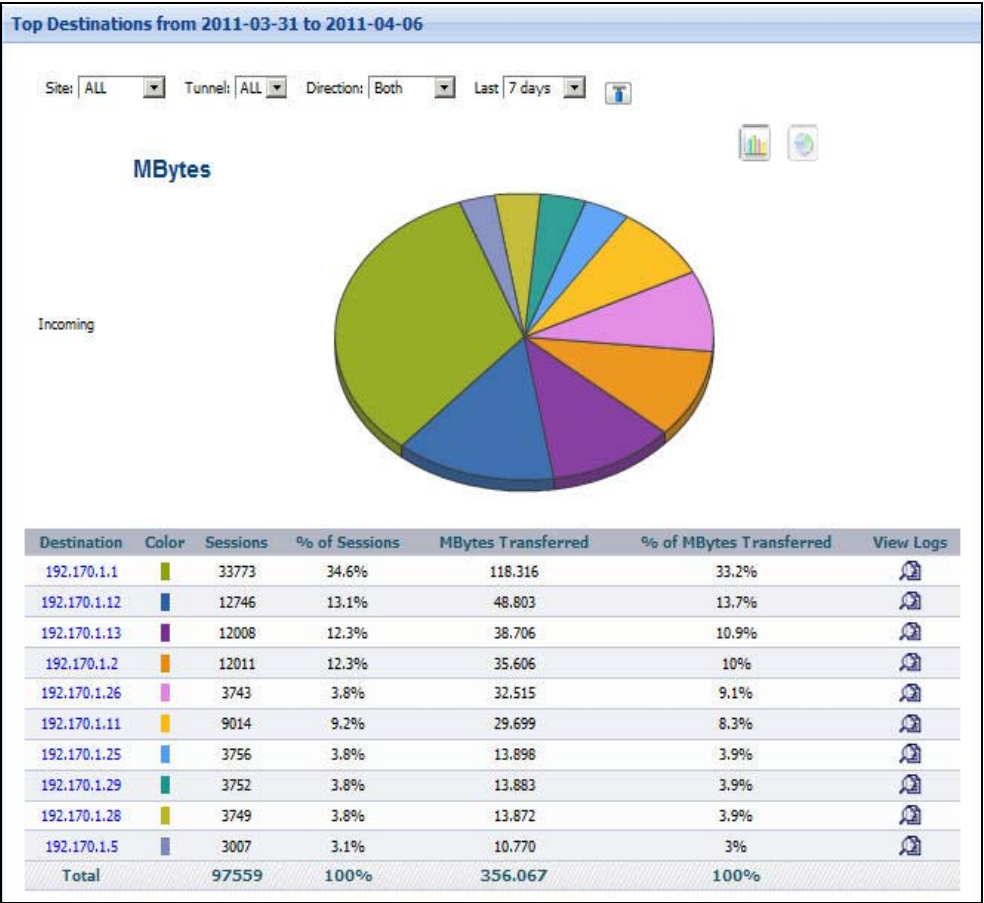 Top Destinations from 2011-03-31 to 2011-04-06
Site: ALL Tunnel: ALL Direction: Both Last 7 days
MBytes
Incoming
Destination Color Sessions % of Sessions MBytes Transferred % of MBytes Transferred View Logs
192.170.1.1 33773 34.6% 118.316 33.2%
192.170.1.12 12746 13.1% 48.803 13.7%
192.170.1.13 12008 12.3% 38.706 10.9%
192.170.1.2 12011 12.3% 35.606 10%
192.170.1.26 3743 3.8% 32.515 9.1%
192.170.1.11 9014 9.2% 29.699 8.3%
192.170.1.25 3756 3.8% 13.898 3.9%
192.170.1.29 3752 3.8% 13.883 3.9%
192.170.1.28 3749 3.8% 13.872 3.9%
192.170.1.5 3007 3.1% 10.770 3%
Total 97559 100% 356.067 100%